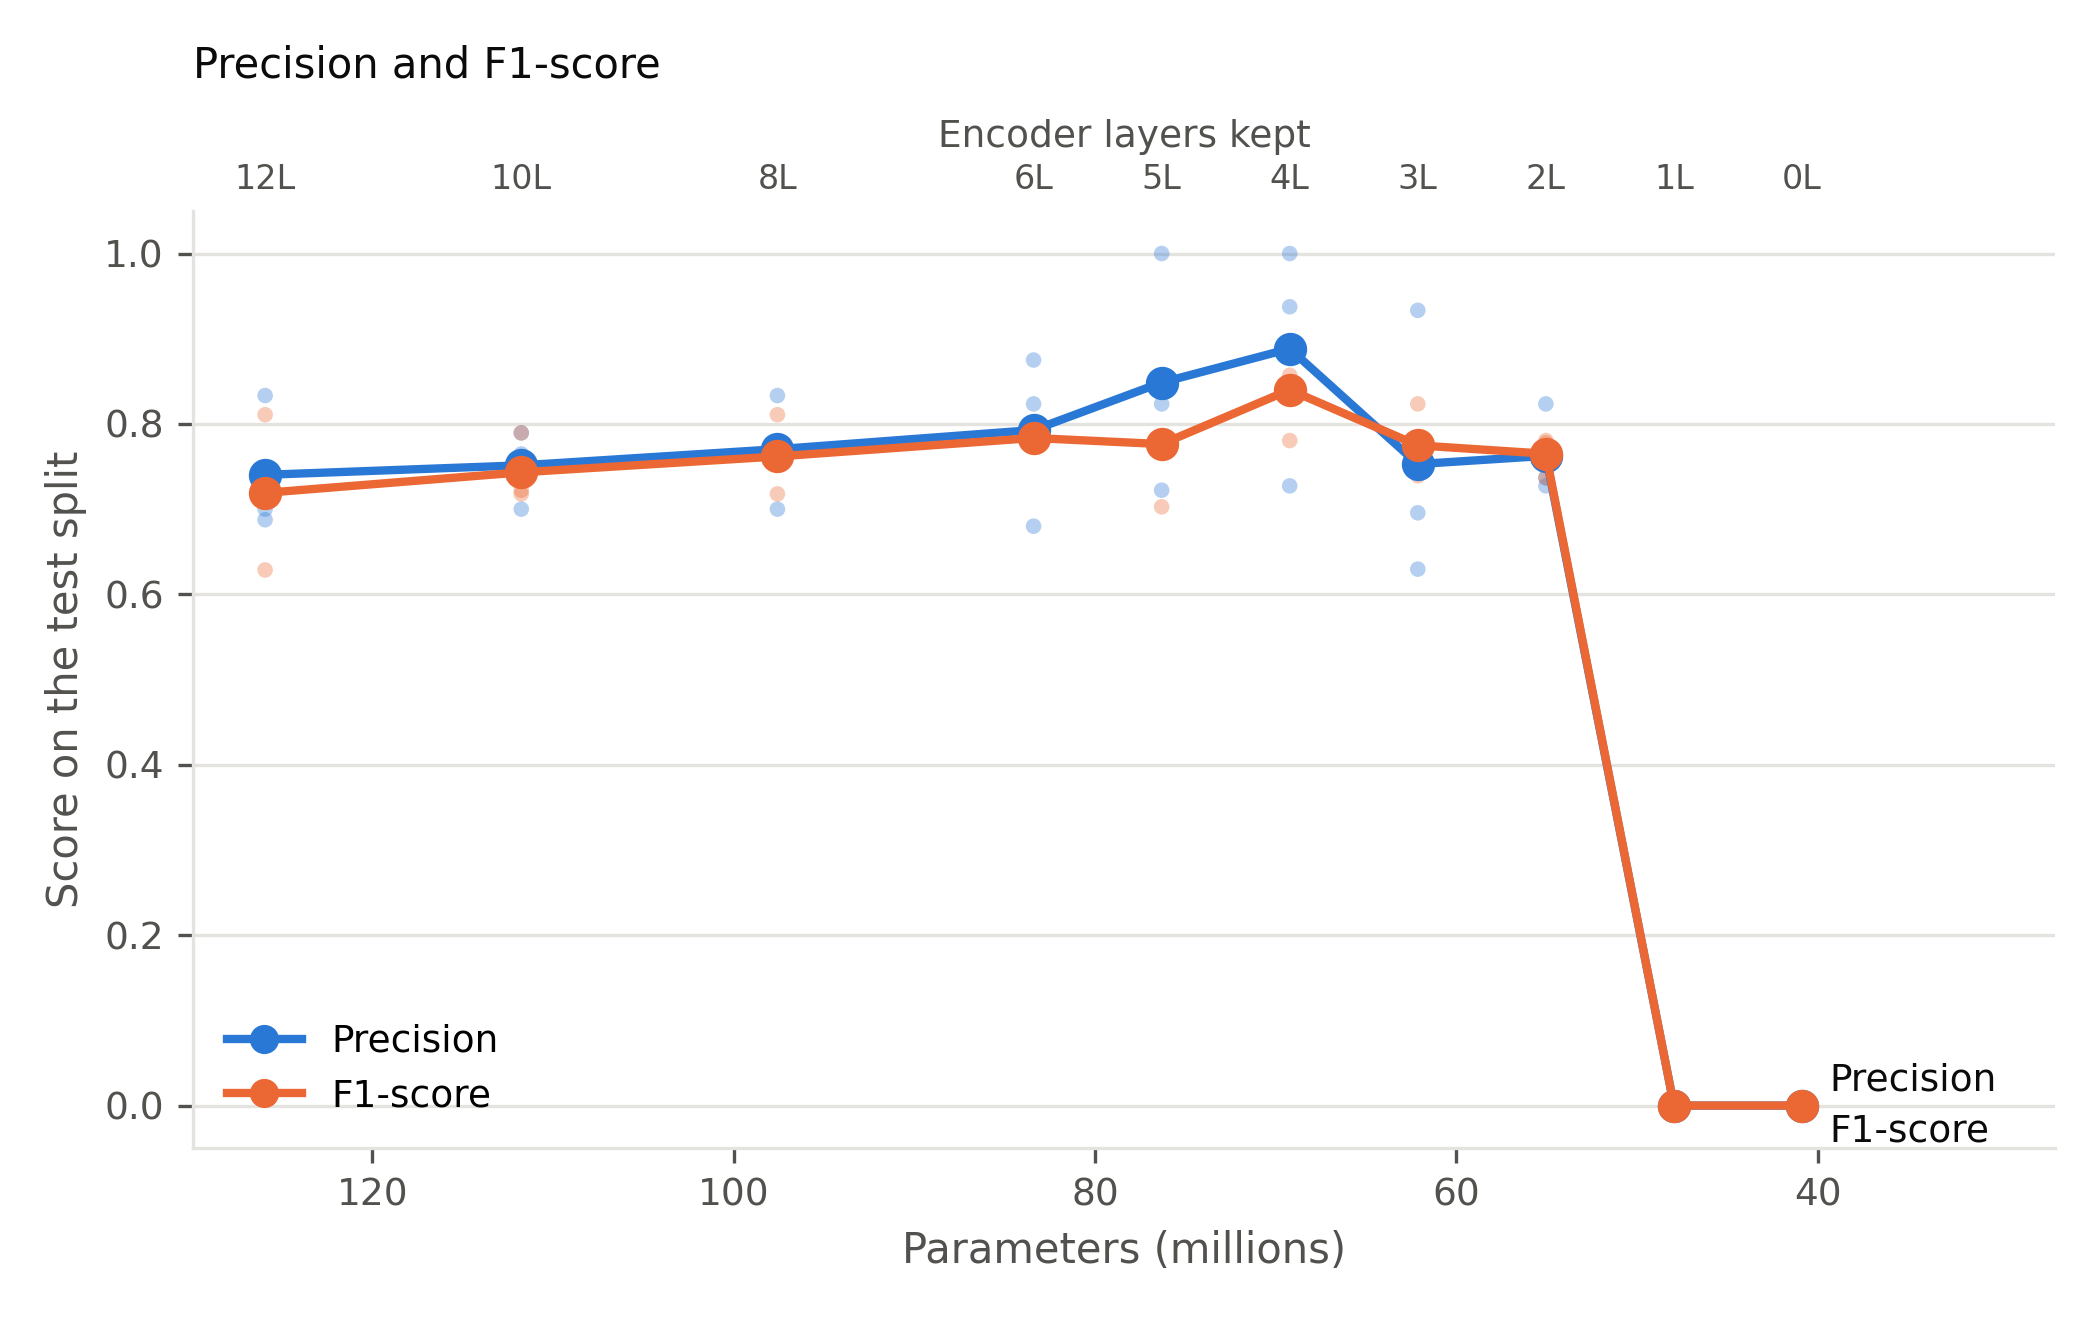 Precision and F1-score
Encoder layers kept
12L 10L 8L 6L 5L 4L 3L 2L 1L 0L
1.0
0.8
0.6
0.4
0.2
0.0
Score on the test split
Precision
F1-score
Precision
F1-score
120 100 80 60 40
Parameters (millions)